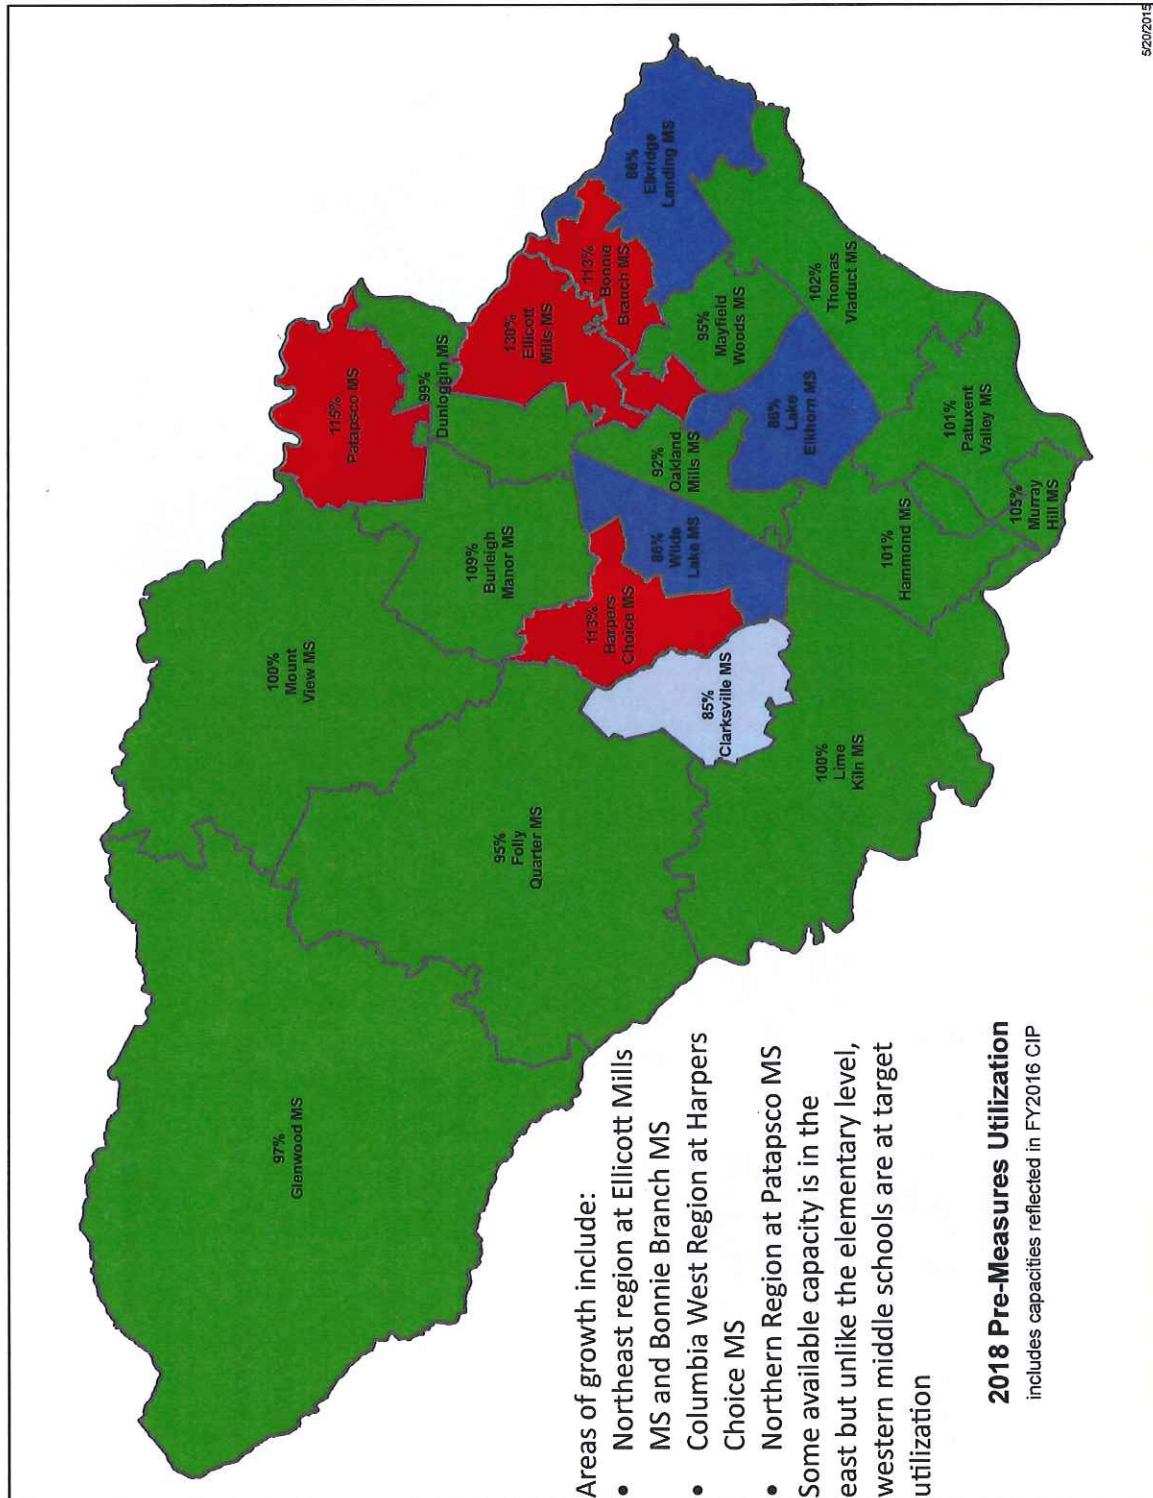 5/20/2015
115%
Patapsco MS
99%
Dunloggin MS
130%
Ellicott
Mills MS
113%
Bonnie
Branch MS
86%
Elkridge
Landing MS
100%
Mount
View MS
109%
Burleigh
Manor MS
92%
Oakland
Mills MS
95%
Mayfield
Woods MS
97%
Glenwood MS
95%
Folly
Quarter MS
113%
Harpers
Choice MS
86%
Wilde
Lake MS
Lake
Elkhorn MS
102%
Thomas
Viaduct MS
85%
Clarksville MS
100%
Lime
Kiln MS
101%
Hammond MS
101%
Patuxent
Valley MS
105%
Murray
Hill MS
Areas of growth include:
• Northeast region at Ellicott Mills
MS and Bonnie Branch MS
• Columbia West Region at Harpers
Choice MS
• Northern Region at Patapsco MS
Some available capacity is in the
east but unlike the elementary level,
western middle schools are at target
utilization
2018 Pre-Measures Utilization
includes capacities reflected in FY2016 CIP